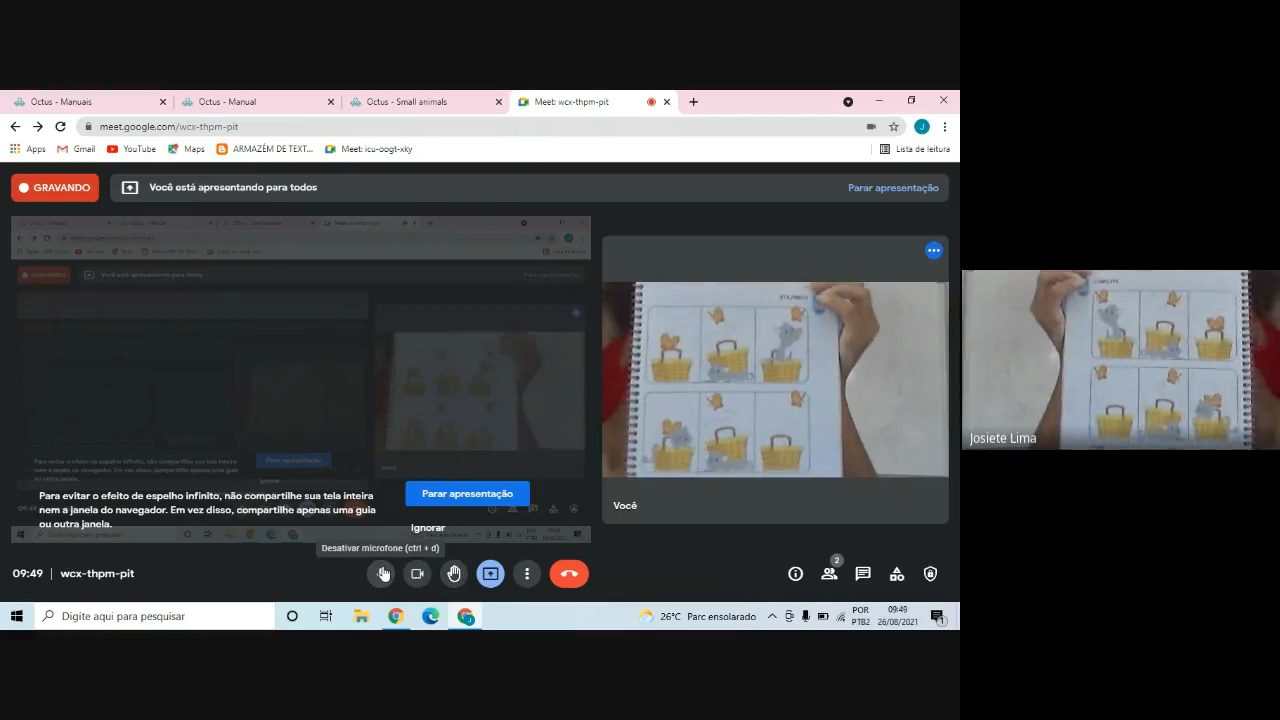 Octus - Manuais
Octus - Manual
Octus - Small animals
Meet: wcx-thpm-pit
meet.google.com/wcx-thpm-pit
J
Apps
Gmail
YouTube
Maps
ARMAZÉM DE TEXT...
Meet: icu-oogt-xky
Lista de leitura
GRAVANDO
Você está apresentando para todos
Parar apresentação
Para evitar o efeito de espelho infinito, não compartilhe sua tela inteira
nem a janela do navegador. Em vez disso, compartilhe apenas uma guia
ou outra janela.
Parar apresentação
Ignorar
Você
Josiete Lima
Desativar microfone (ctrl + d)
09:49
wcx-thpm-pit
2
Digite aqui para pesquisar
26°C Parc ensolarado
POR
PTB2
09:49
26/08/2021
1